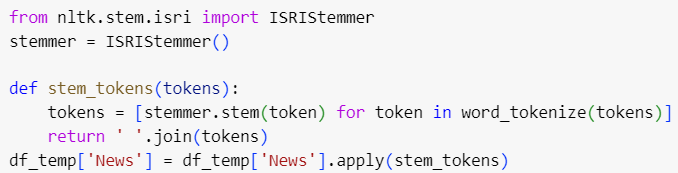 from nltk.stem.isri import ISRIStemmer
stemmer = ISRIStemmer()

def stem_tokens(tokens):
    tokens = [stemmer.stem(token) for token in word_tokenize(tokens)]
    return ' '.join(tokens)
df_temp['News'] = df_temp['News'].apply(stem_tokens)